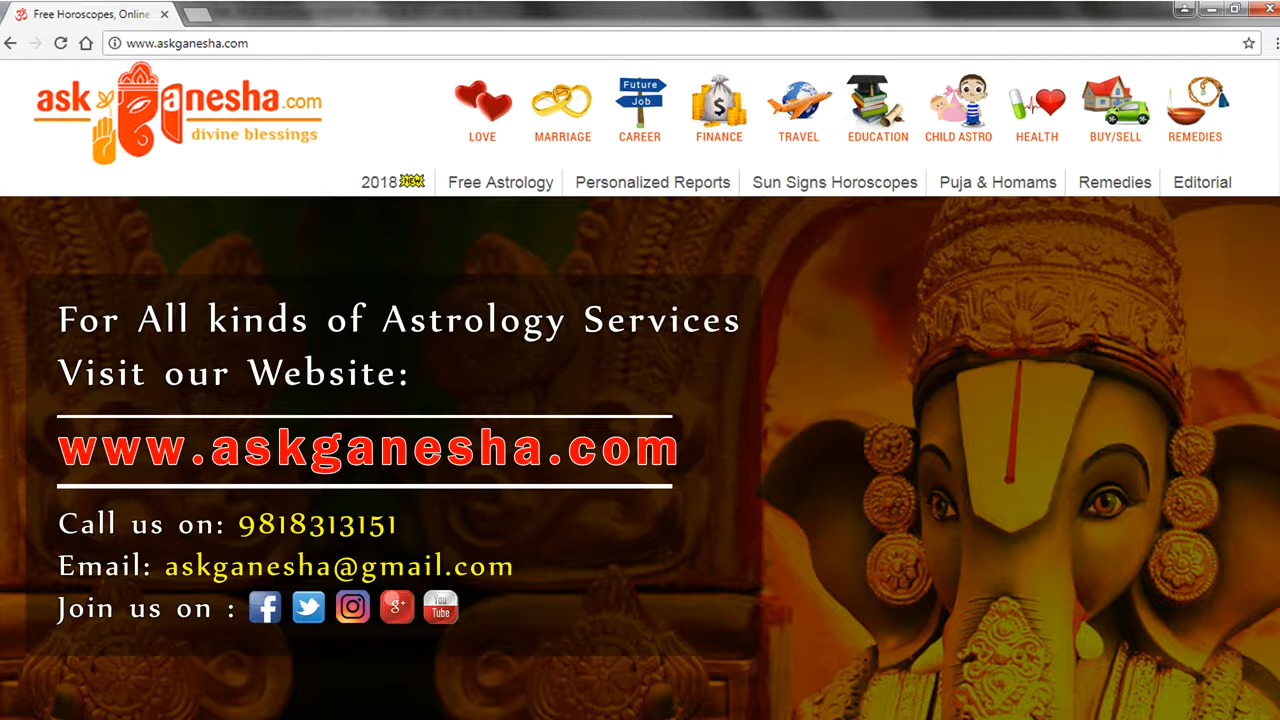 Free Horoscopes, Online
www.askganesha.com
ask ganesha.com
divine blessings
Future
Job
$
LOVE MARRIAGE CAREER FINANCE TRAVEL EDUCATION CHILD ASTRO HEALTH BUY/SELL REMEDIES
2018 NEW Free Astrology Personalized Reports Sun Signs Horoscopes Puja & Homams Remedies Editorial
For All kinds of Astrology Services
Visit our Website:
www.askganesha.com
Call us on: 9818313151
Email: askganesha@gmail.com
Join us on : f g+ You Tube